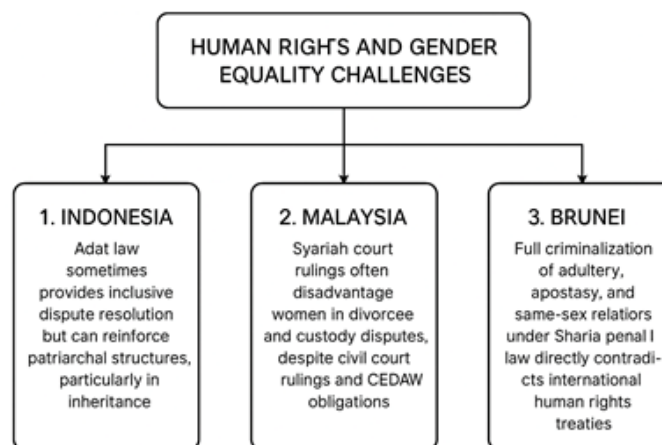 HUMAN RIGHTS AND GENDER
EQUALITY CHALLENGES
1. INDONESIA
Adat law
sometimes
provides inclusive
dispute resolution
but can reinforce
patriarchal structures,
particularly in
inheritance
2. MALAYSIA
Syariah court
rulings often
disadvantage
women in divorcee
and custody disputes,
despite civil court
rulings and CEDAW
obligations
3. BRUNEI
Full criminalization
of adultery,
apostasy, and
same-sex relatiors
under Sharia penal l
law directly contradi-
cts international
human rights
treaties